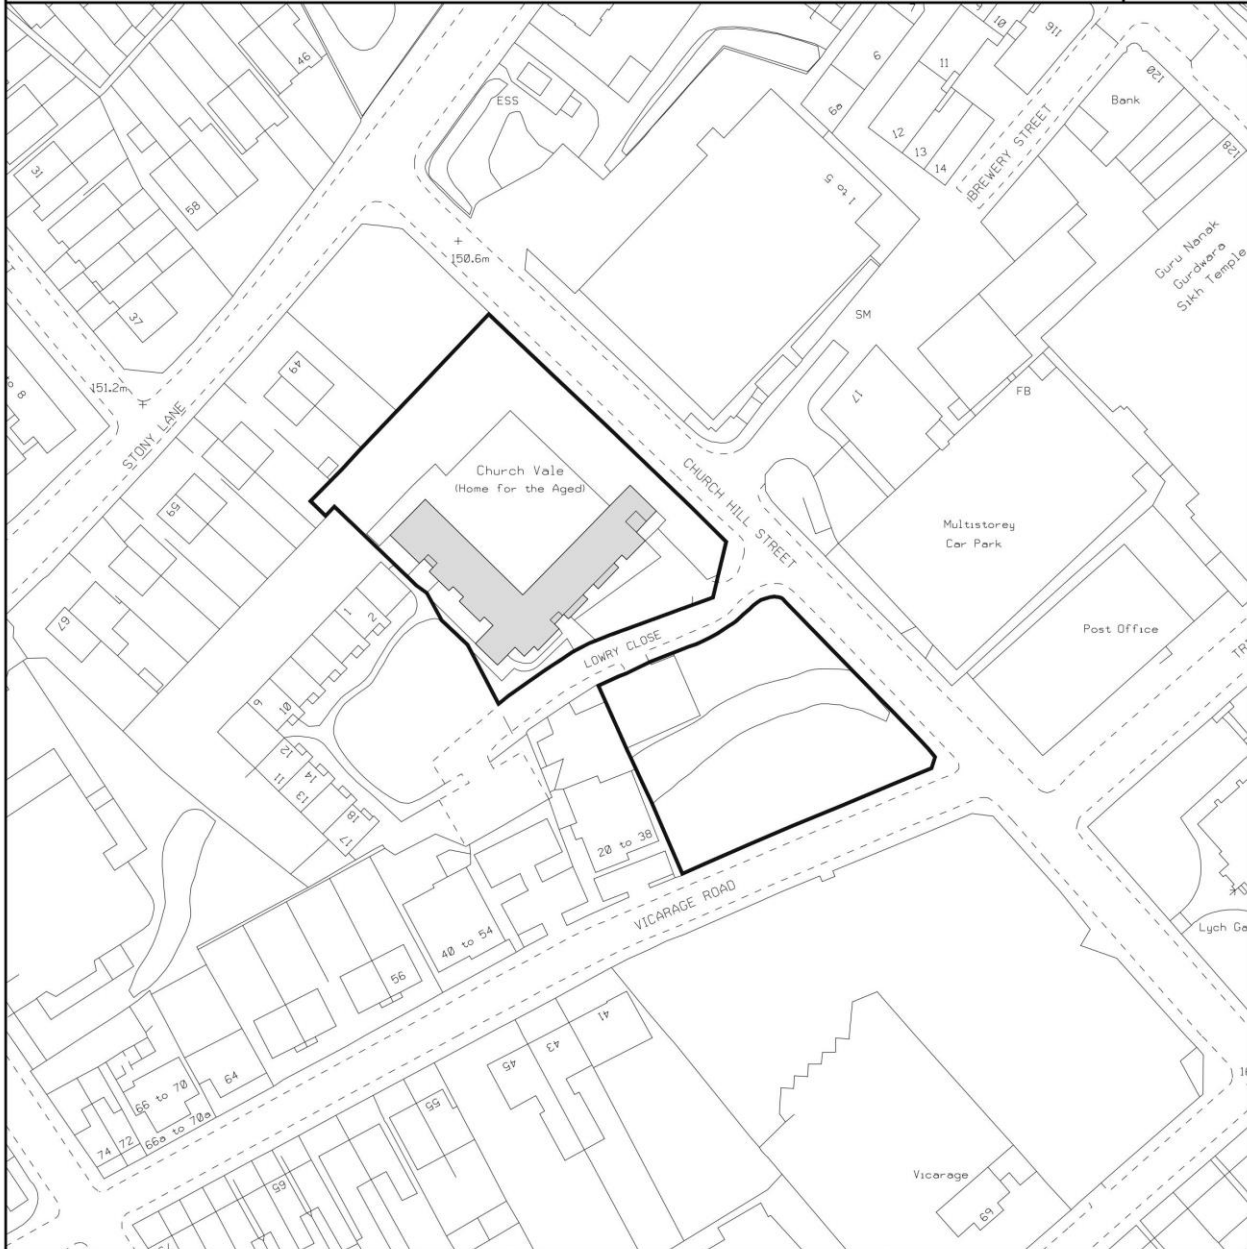 46
ESS
9
11
10
116
120
Bank
128
31
58
6a
12
13
14
BREWERY STREET
1 to 5
Guru Nanak
Gurdwara
Sikh Temple
150.6m
37
SM
151.2m
49
8
STONY LANE
17
FB
Church Vale
(Home for the Aged)
CHURCH HILL STREET
59
Multistorey
Car Park
67
1
2
LOWRY CLOSE
Post Office
TR
9
10
12
14
11
13
18
17
20 to 38
VICARAGE ROAD
40 to 54
Lych Ga
56
64
66 to 70
66a to 70a
74
72
45
43
41
55
65
Vicarage
69